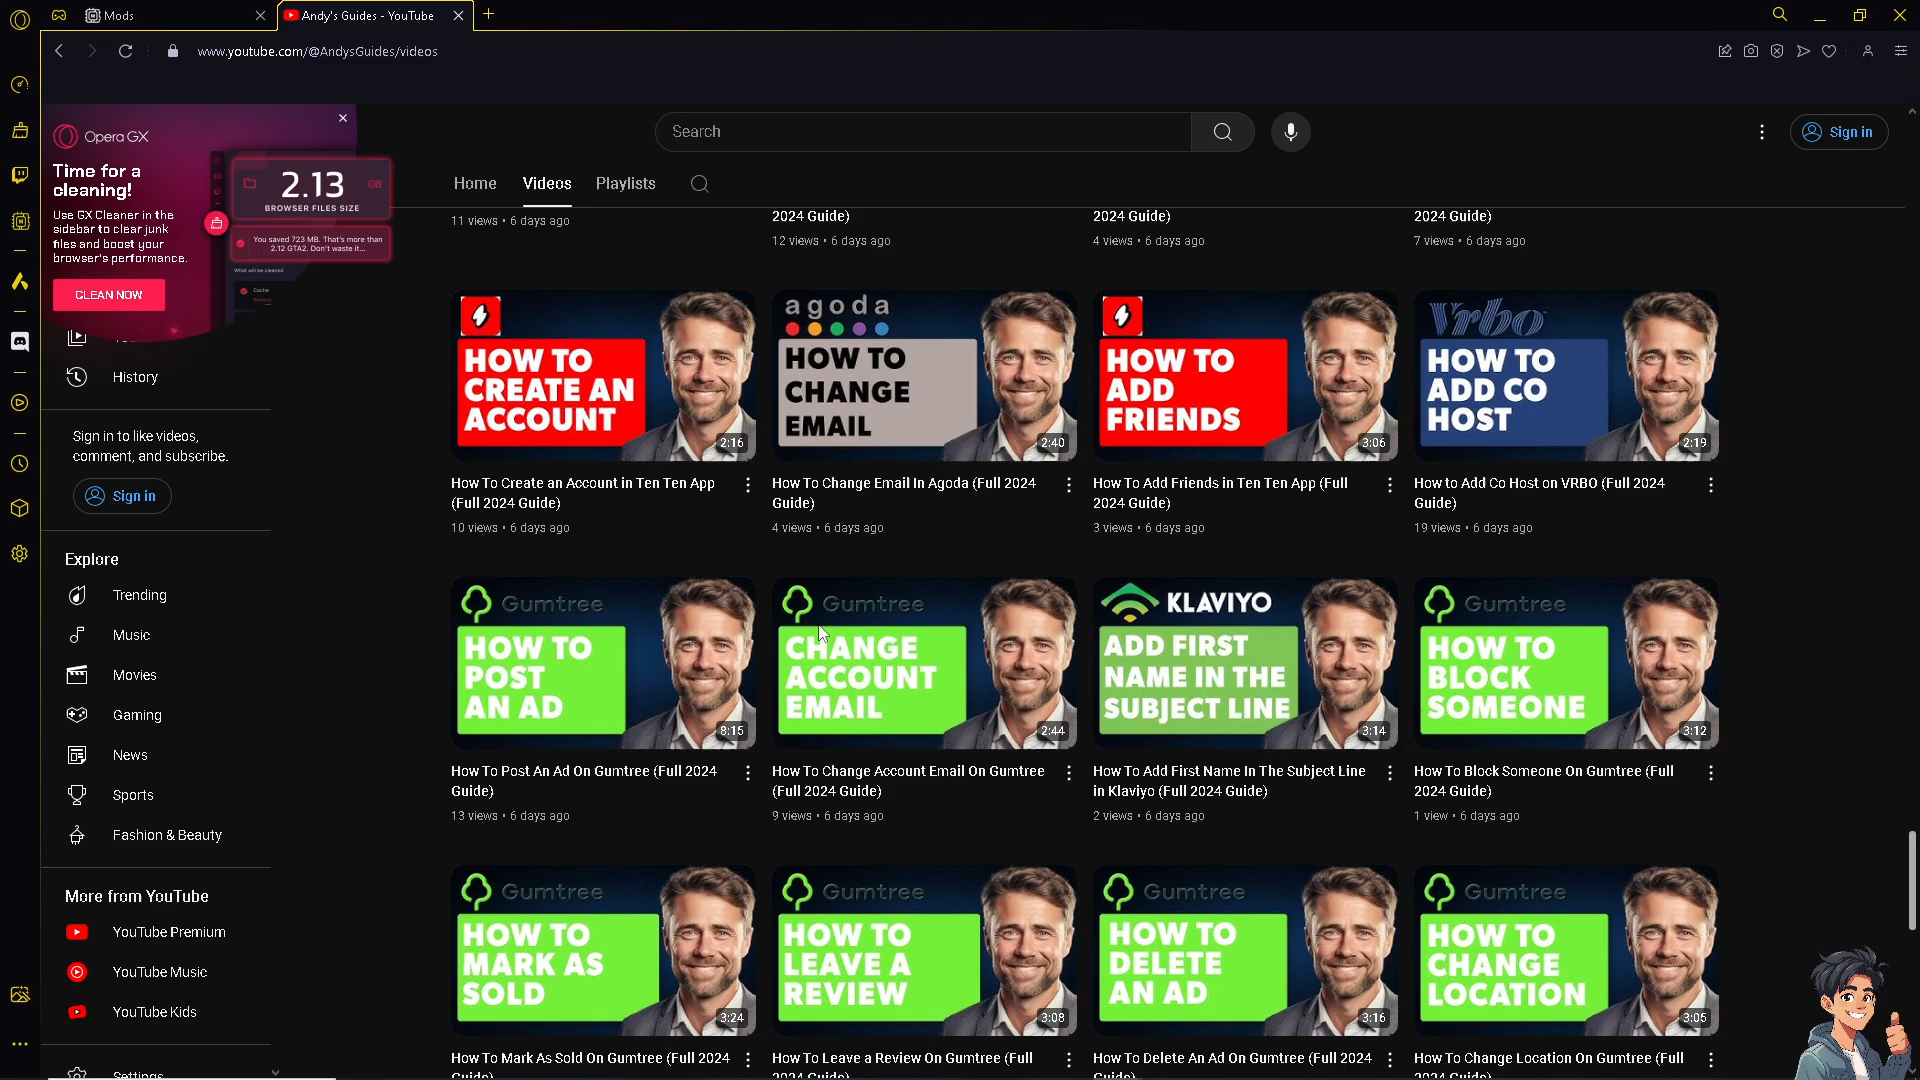 Mods
Andy's Guides - YouTube
www.youtube.com/@AndysGuides/videos
Opera GX
Time for a
cleaning!
Use GX Cleaner in the
sidebar to clear junk
files and boost your
browser's performance.
CLEAN NOW
2.13
GB
BROWSER FILES SIZE
You saved 723 MB. That's more than
2.12 GTA2. Don't waste it...
What will be cleaned
Search
Sign in
Home
Videos
Playlists
History
Sign in to like videos,
comment, and subscribe.
Sign in
Explore
Trending
Music
Movies
Gaming
News
Sports
Fashion & Beauty
More from YouTube
YouTube Premium
YouTube Music
YouTube Kids
Settings
11 views • 6 days ago
2024 Guide)
12 views • 6 days ago
2024 Guide)
4 views • 6 days ago
2024 Guide)
7 views • 6 days ago
HOW TO
CREATE AN
ACCOUNT
2:16
How To Create an Account in Ten Ten App
(Full 2024 Guide)
10 views • 6 days ago
agoda
HOW TO
CHANGE
EMAIL
2:40
How To Change Email In Agoda (Full 2024
Guide)
4 views • 6 days ago
HOW TO
ADD
FRIENDS
3:06
How To Add Friends in Ten Ten App (Full
2024 Guide)
3 views • 6 days ago
Vrbo
HOW TO
ADD CO
HOST
2:19
How to Add Co Host on VRBO (Full 2024
Guide)
19 views • 6 days ago
Gumtree
HOW TO
POST
AN AD
8:15
How To Post An Ad On Gumtree (Full 2024
Guide)
13 views • 6 days ago
Gumtree
CHANGE
ACCOUNT
EMAIL
2:44
How To Change Account Email On Gumtree
(Full 2024 Guide)
9 views • 6 days ago
KLAVIYO
ADD FIRST
NAME IN THE
SUBJECT LINE
3:14
How To Add First Name In The Subject Line
in Klaviyo (Full 2024 Guide)
2 views • 6 days ago
Gumtree
HOW TO
BLOCK
SOMEONE
3:12
How To Block Someone On Gumtree (Full
2024 Guide)
1 view • 6 days ago
Gumtree
HOW TO
MARK AS
SOLD
3:24
How To Mark As Sold On Gumtree (Full 2024
Guide)
Gumtree
HOW TO
LEAVE A
REVIEW
3:08
How To Leave a Review On Gumtree (Full
2024 Guide)
Gumtree
HOW TO
DELETE
AN AD
3:16
How To Delete An Ad On Gumtree (Full 2024
Guide)
Gumtree
HOW TO
CHANGE
LOCATION
3:05
How To Change Location On Gumtree (Full
2024 Guide)